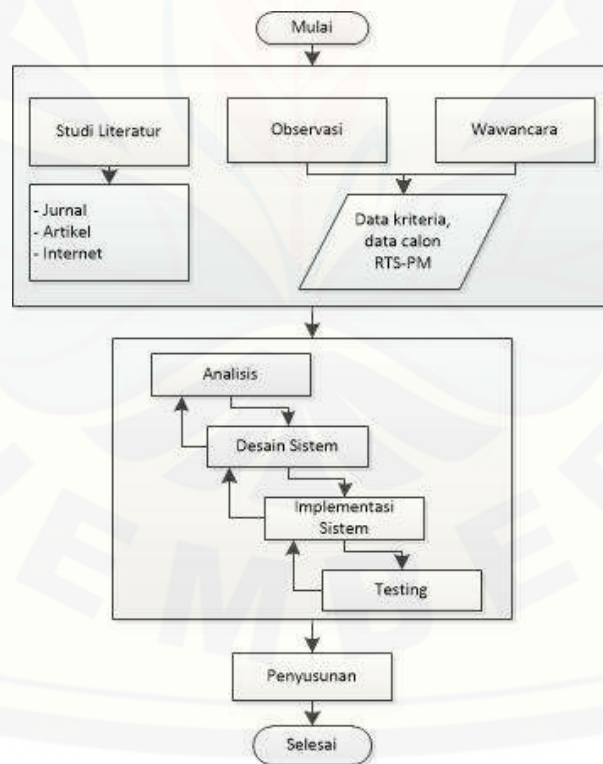 Mulai
Studi Literatur
Observasi
Wawancara
- Jurnal
- Artikel
- Internet
Data kriteria,
data calon
RTS-PM
Analisis
Desain Sistem
Implementasi
Sistem
Testing
Penyusunan
Selesai